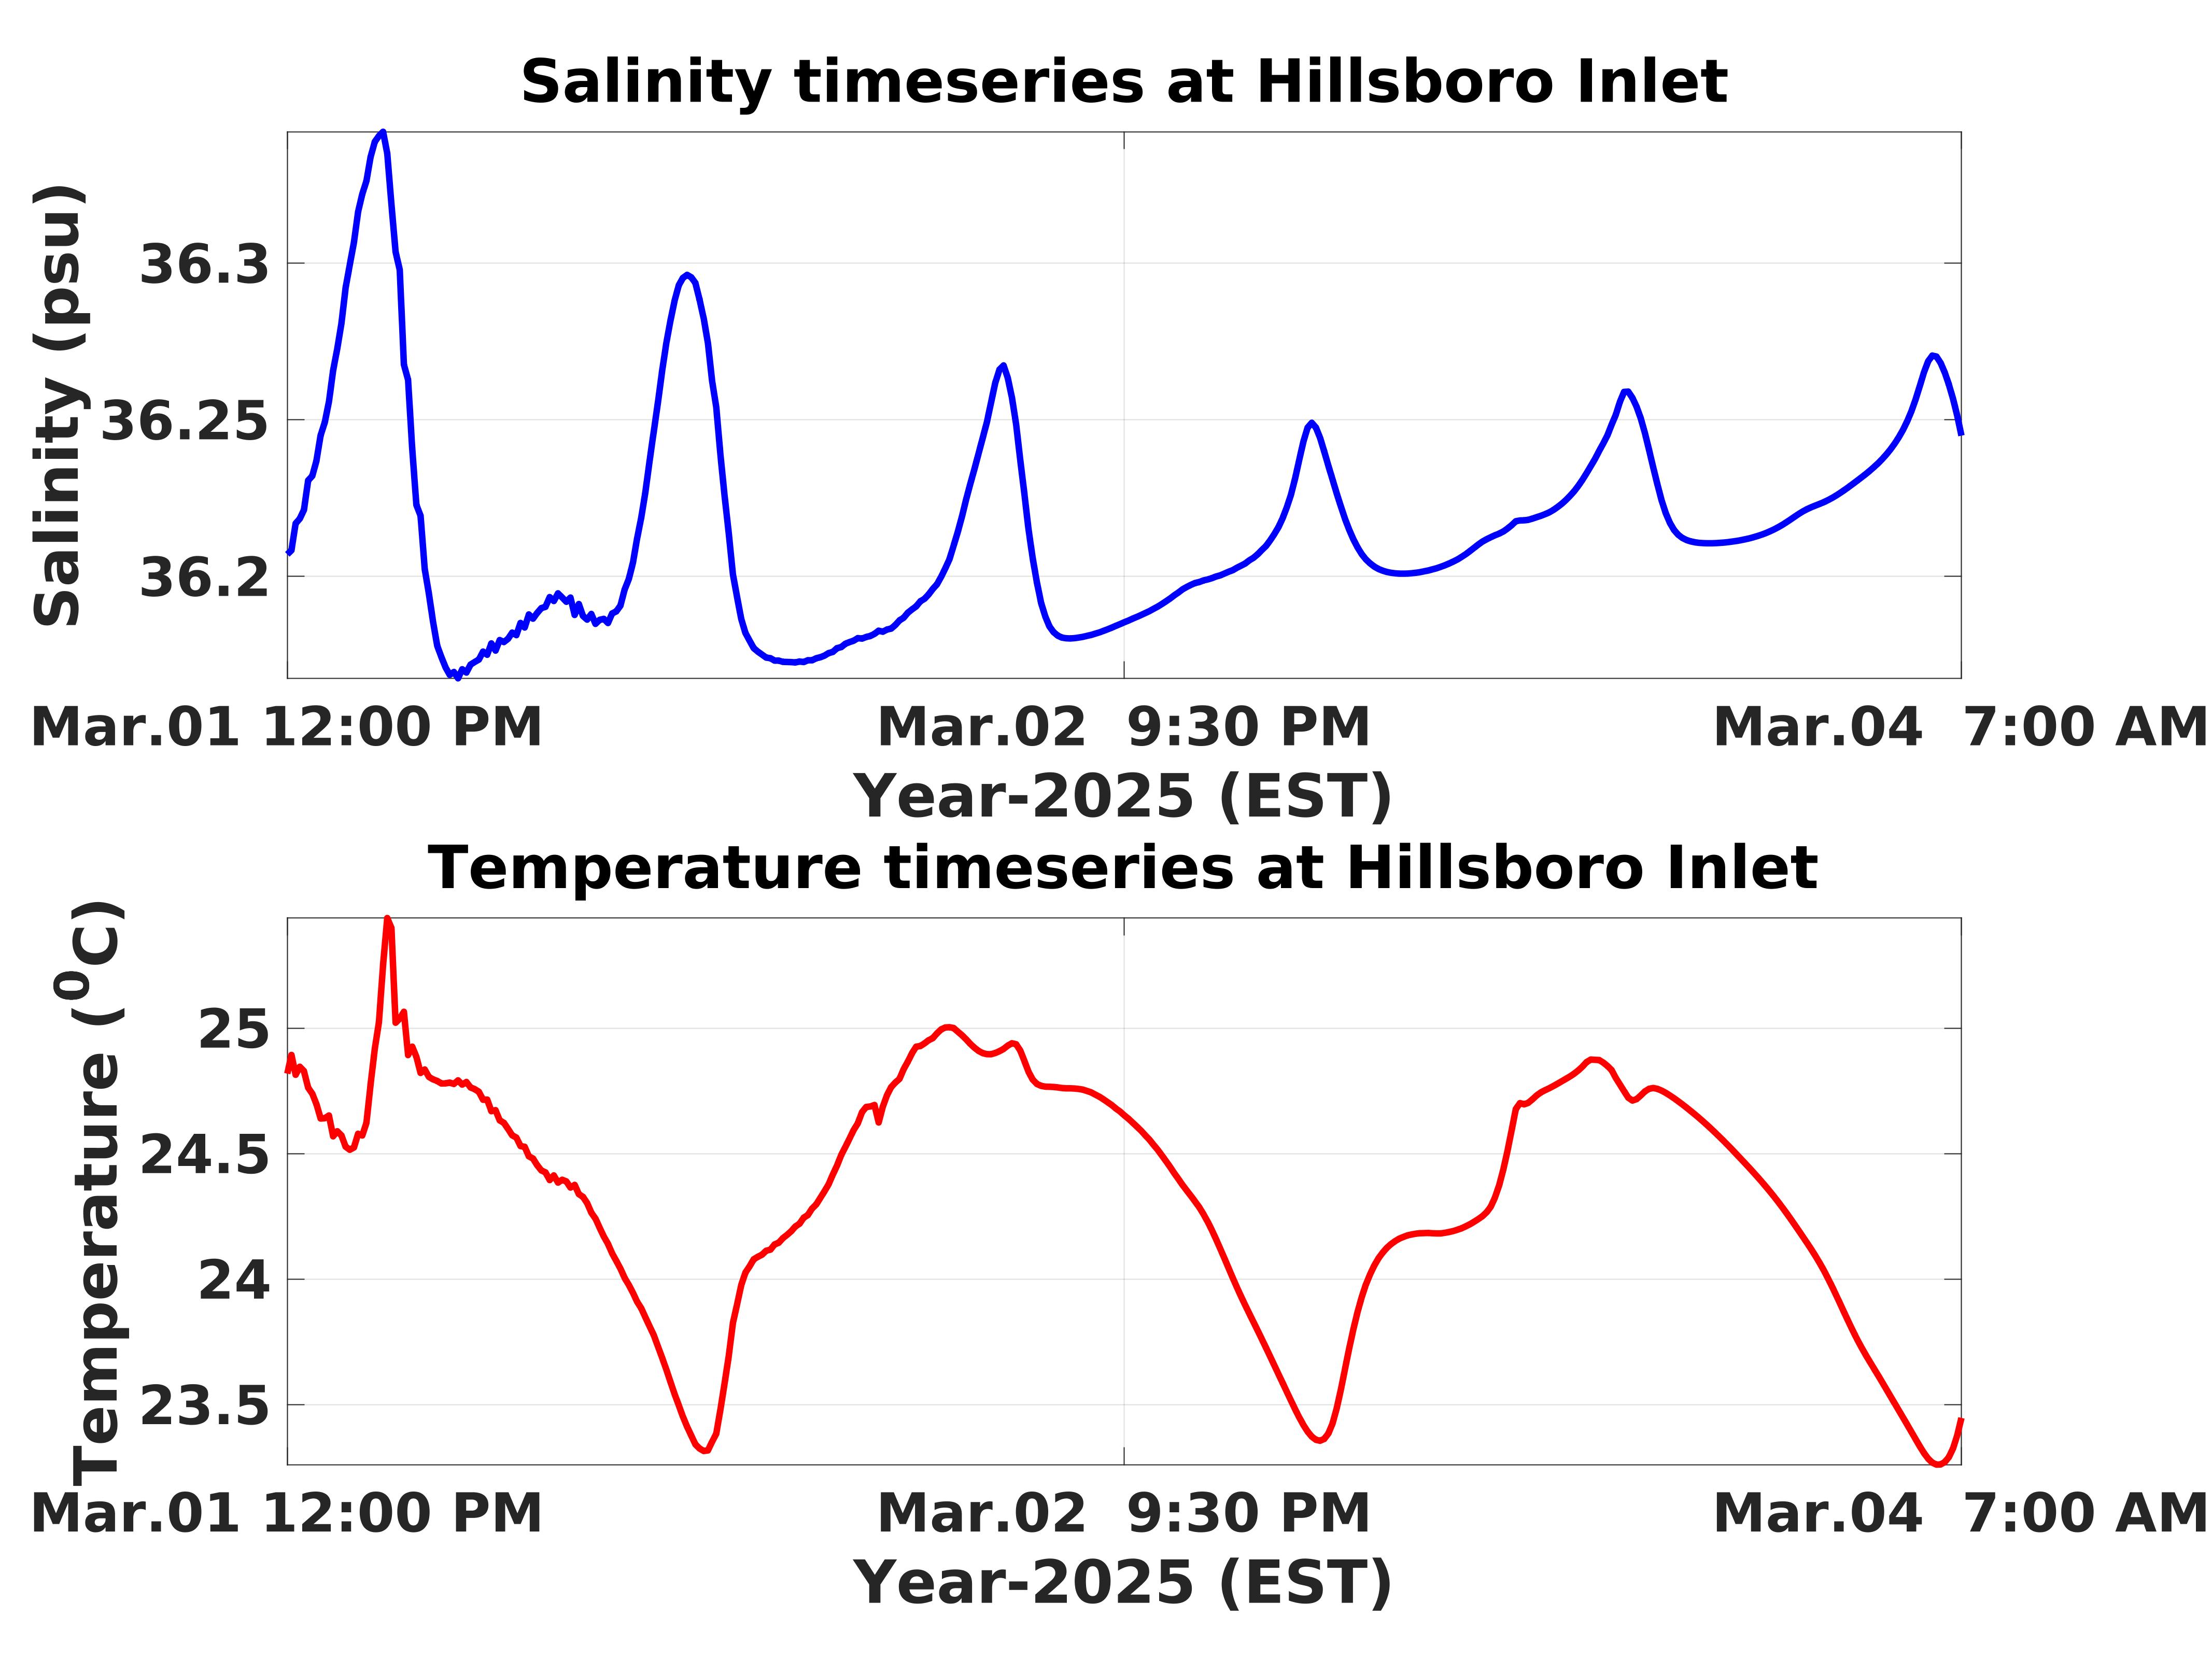 Salinity timeseries at Hillsboro Inlet
Salinity (psu)
36.3
36.25
36.2
Mar.01 12:00 PM Mar.02  9:30 PM Mar.04  7:00 AM
Year-2025 (EST)
Temperature timeseries at Hillsboro Inlet
Temperature (⁰C)
25
24.5
24
23.5
Mar.01 12:00 PM Mar.02  9:30 PM Mar.04  7:00 AM
Year-2025 (EST)